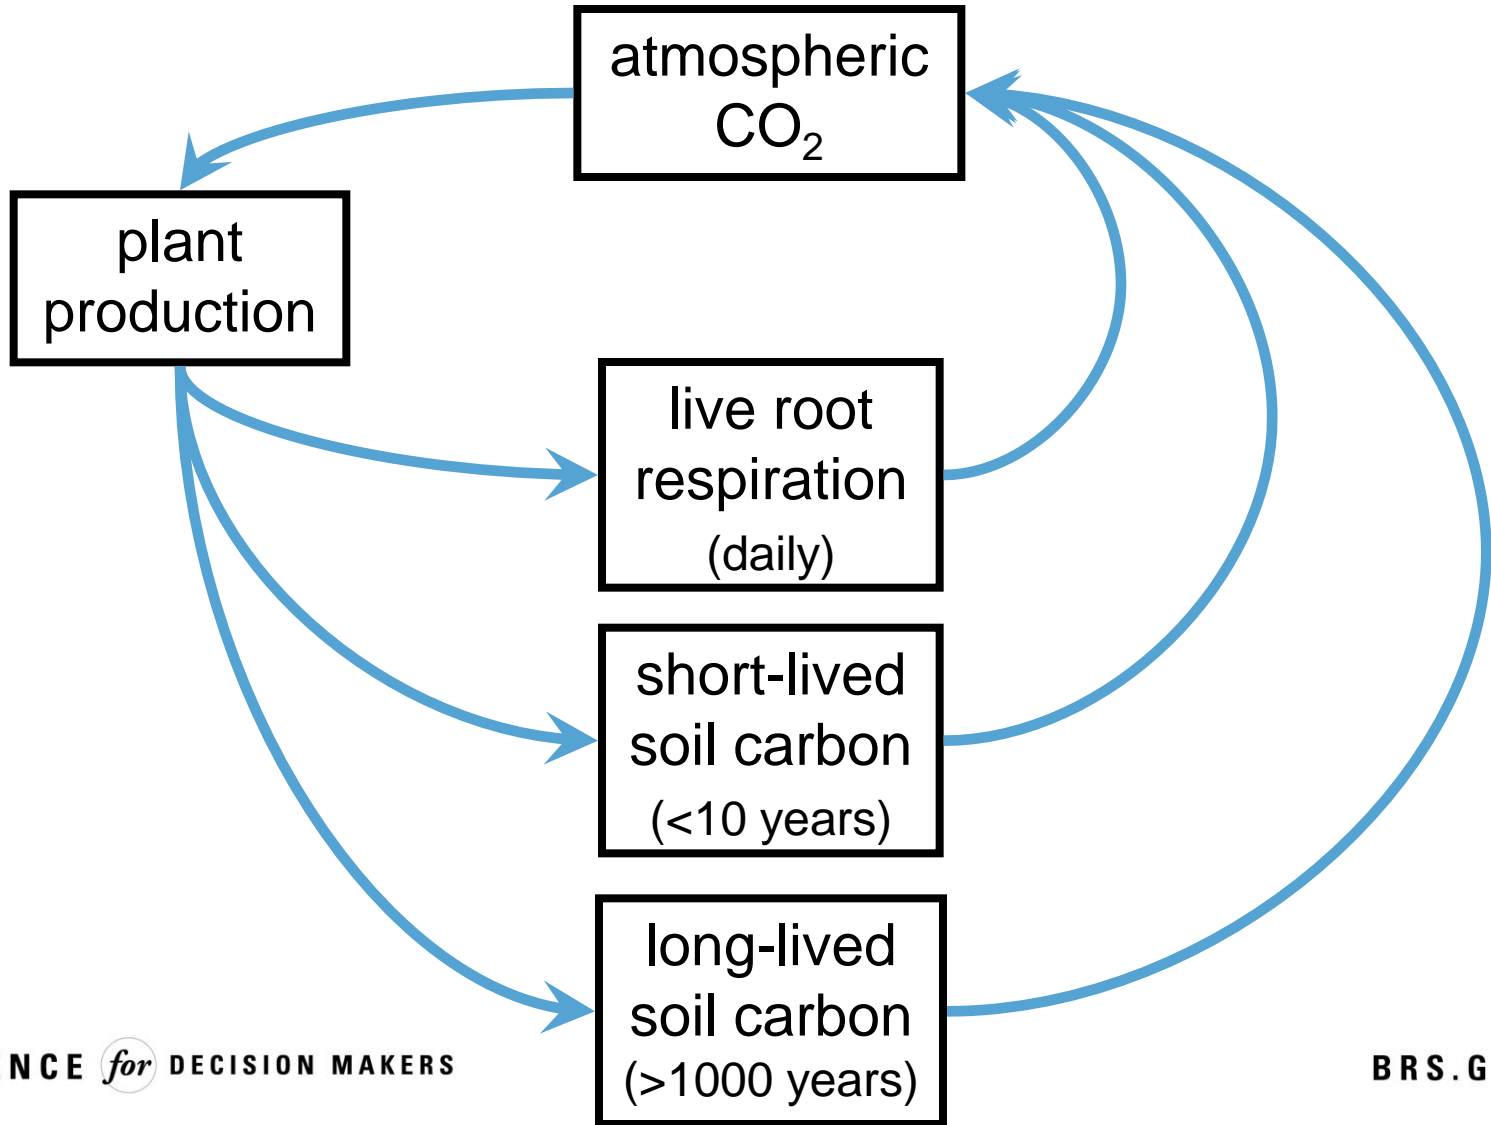 atmospheric
CO₂
plant
production
live root
respiration
(daily)
short-lived
soil carbon
(<10 years)
long-lived
soil carbon
(>1000 years)
NCE for DECISION MAKERS
BRS.G